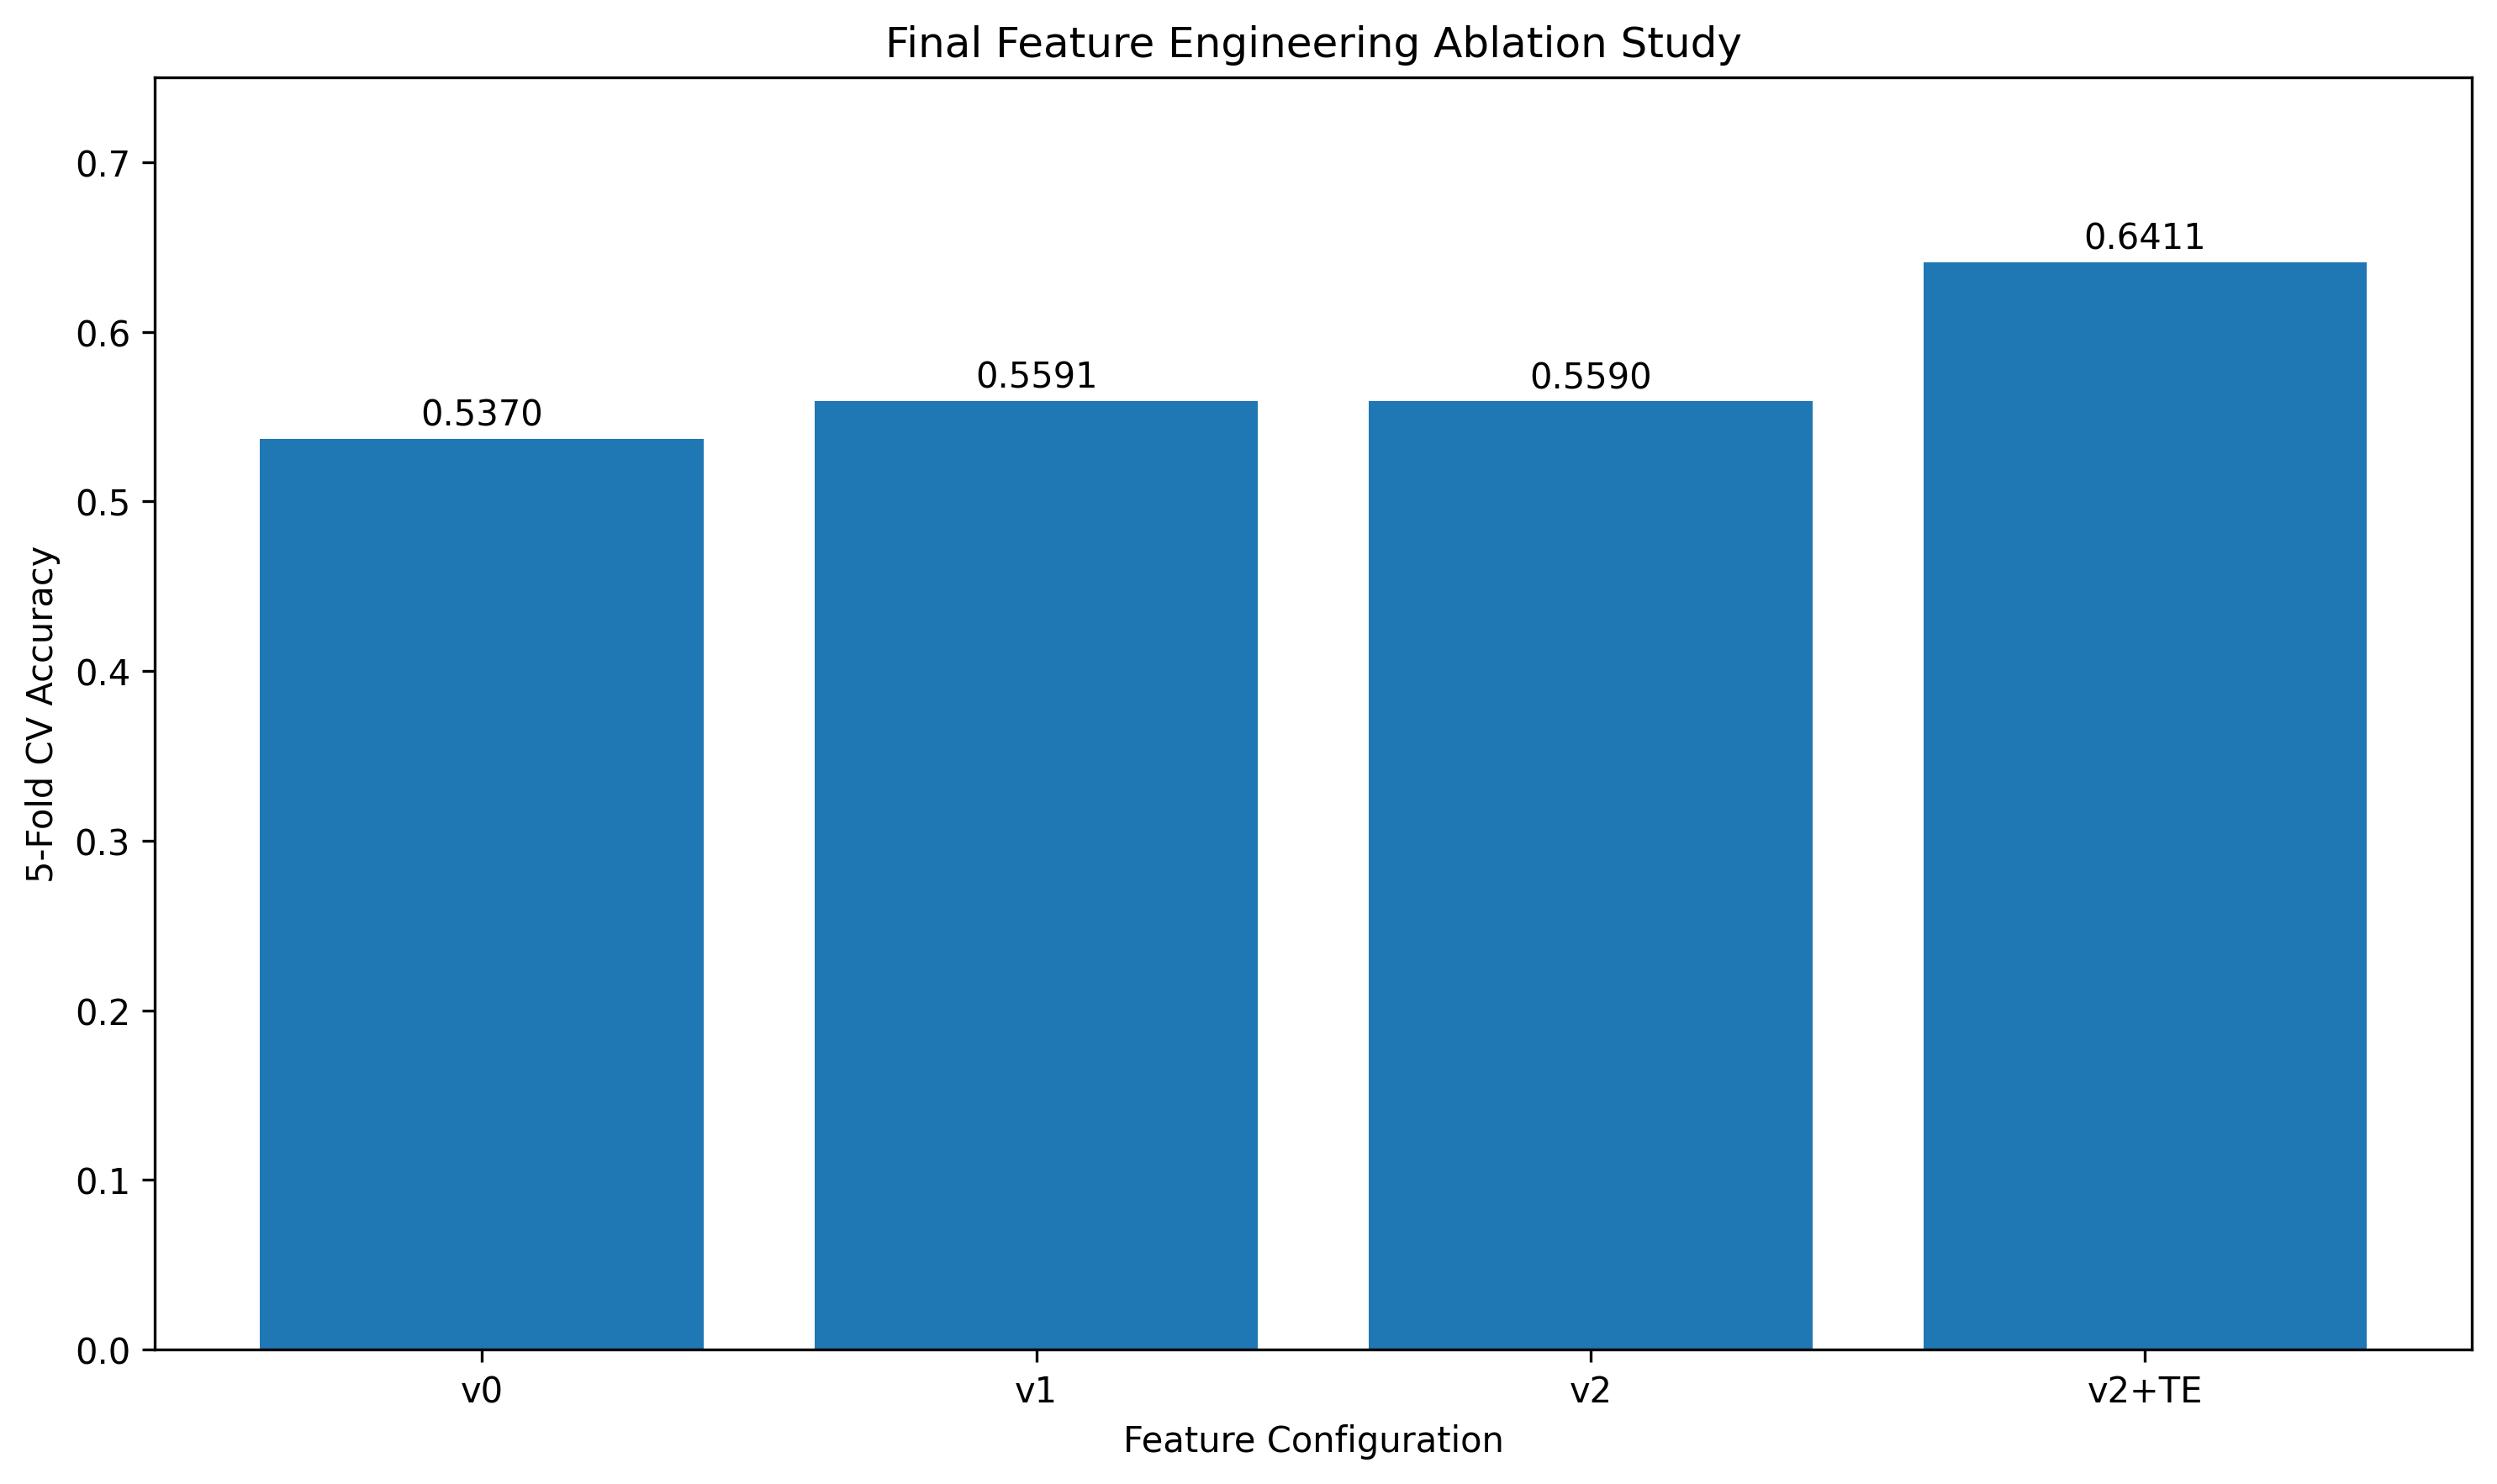 Final Feature Engineering Ablation Study
5-Fold CV Accuracy
0.7
0.6
0.5
0.4
0.3
0.2
0.1
0.0
0.5370
0.5591
0.5590
0.6411
v0
v1
v2
v2+TE
Feature Configuration